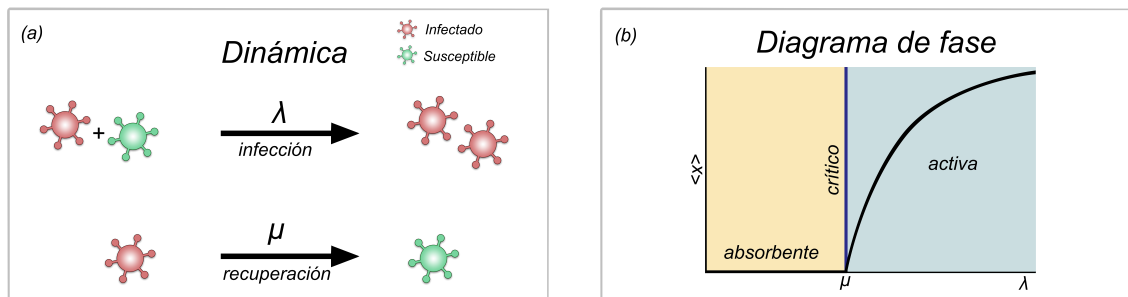 (a)
Dinámica
Infectado
Susceptible
+
λ
infección
μ
recuperación
(b)
Diagrama de fase
<x>
crítico
activa
absorbente
μ
λ